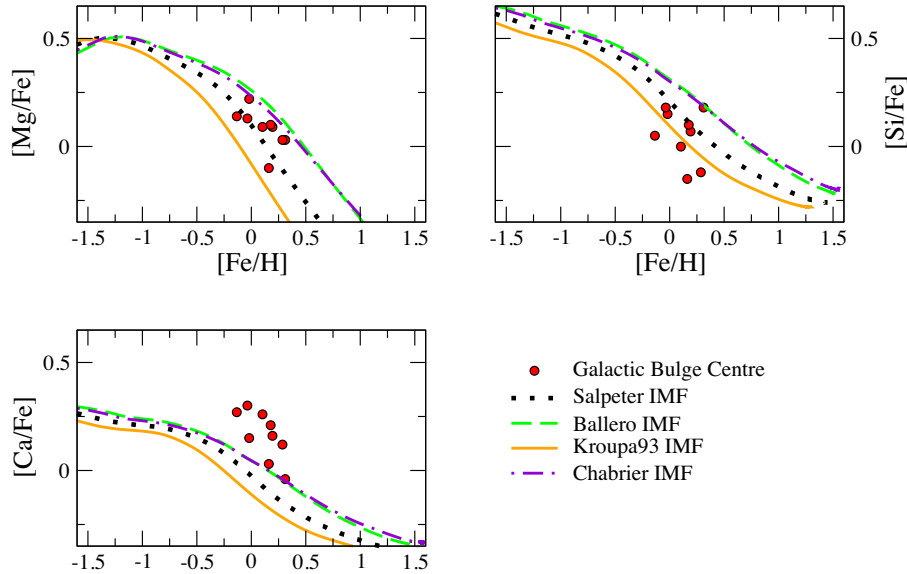 0.5
0
[Mg/Fe]
-1.5 -1 -0.5 0 0.5 1 1.5
[Fe/H]
0.5
0
[Si/Fe]
-1.5 -1 -0.5 0 0.5 1 1.5
[Fe/H]
0.5
0
[Ca/Fe]
-1.5 -1 -0.5 0 0.5 1 1.5
Galactic Bulge Centre
Salpeter IMF
Ballero IMF
Kroupa93 IMF
Chabrier IMF